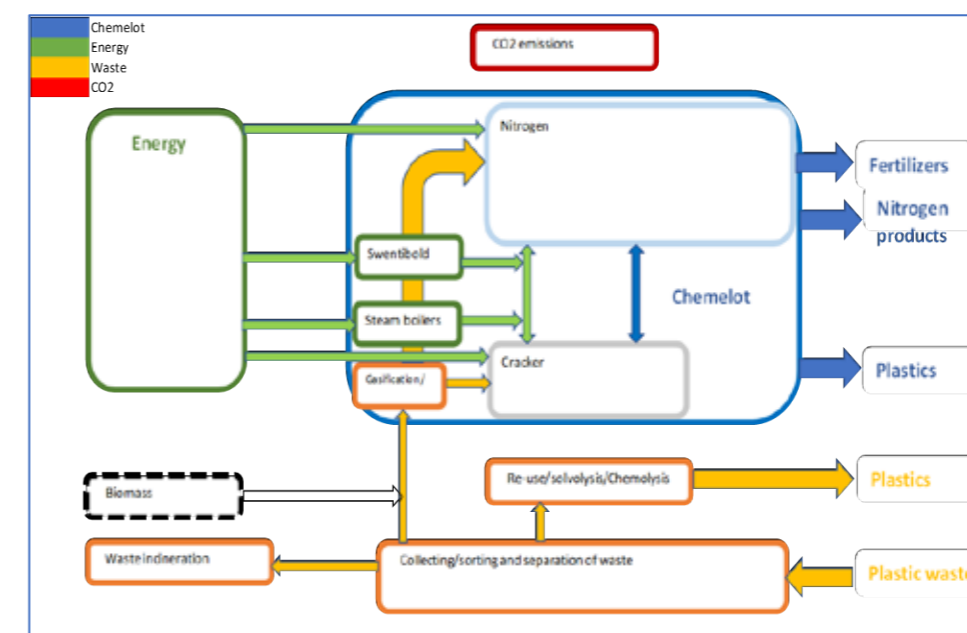 Chemelot
Energy
Waste
CO2
CO2 emissions
Energy
Nitrogen
Swentibold
Steam boilers
Gasification/
Cracker
Chemelot
Fertilizers
Nitrogen
products
Plastics
Biomass
Re-use/solvolysis/Chemolysis
Plastics
Waste indineration
Collecting/sorting and separation of waste
Plastic waste